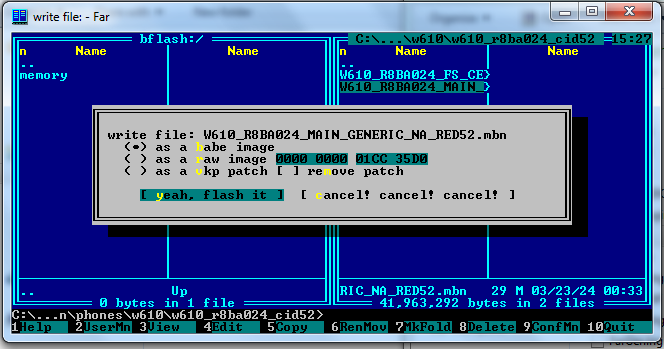 write file: - Far
bflash:/
C:\...\w610\w610_r8ba024_cid52
15:27
n Name Name
n Name Name
..
memory
..
W610_R8BA024_FS_CE}
W610_R8BA024_MAIN_}
write file: W610_R8BA024_MAIN_GENERIC_NA_RED52.mbn
(•) as a babe image
( ) as a raw image 0000 0000 01CC 35D0
( ) as a vkp patch [ ] remove patch
[ yeah, flash it ] [ cancel! cancel! cancel! ]
.. Up
0 bytes in 1 file
RIC_NA_RED52.mbn 29 M 03/23/24 00:33
41,963,292 bytes in 2 files
C:\...n\phones\w610\w610_r8ba024_cid52>
1Help 2UserMn 3View 4Edit 5Copy 6RenMov 7MkFold 8Delete 9ConfMn 10Quit